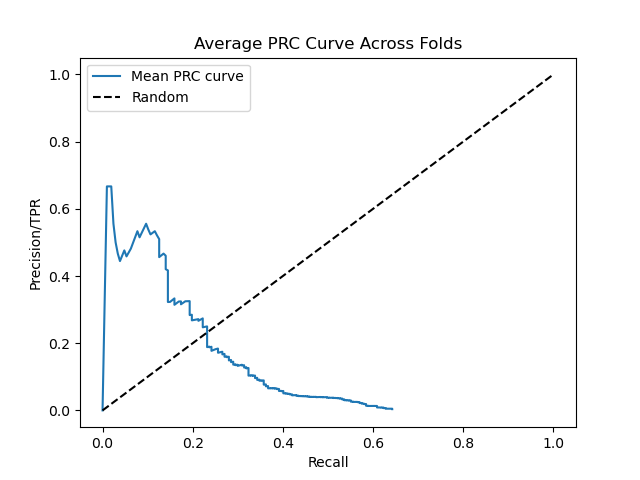 Average PRC Curve Across Folds
Mean PRC curve
Random
1.0
0.8
0.6
0.4
0.2
0.0
Precision/TPR
0.0 0.2 0.4 0.6 0.8 1.0
Recall